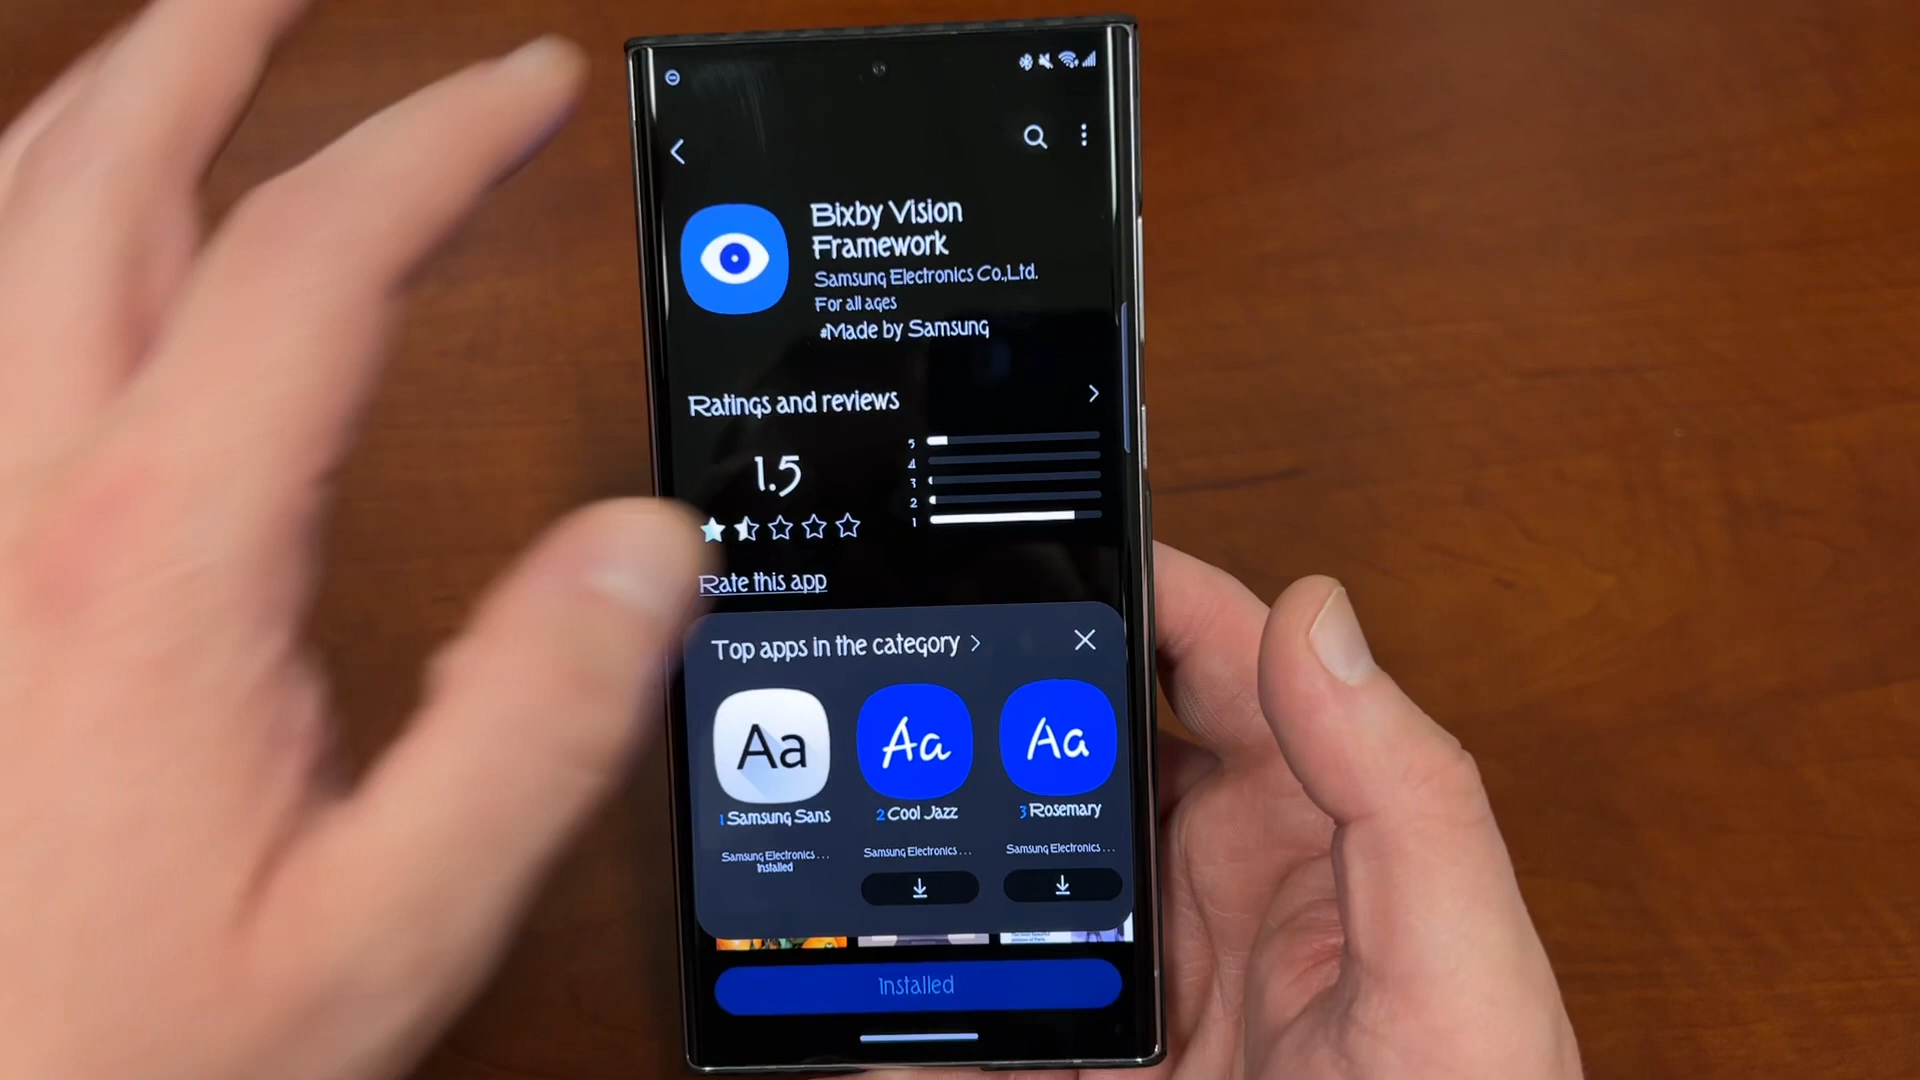 Bixby Vision
Framework
Samsung Electronics Co.,Ltd.
For all ages
#Made by Samsung
Ratings and reviews
1.5
5
4
3
2
1
Rate this app
Top apps in the category
Aa
Aa
Aa
1 Samsung Sans
2 Cool Jazz
3 Rosemary
Samsung Electronics...
Installed
Samsung Electronics...
Samsung Electronics...
Installed